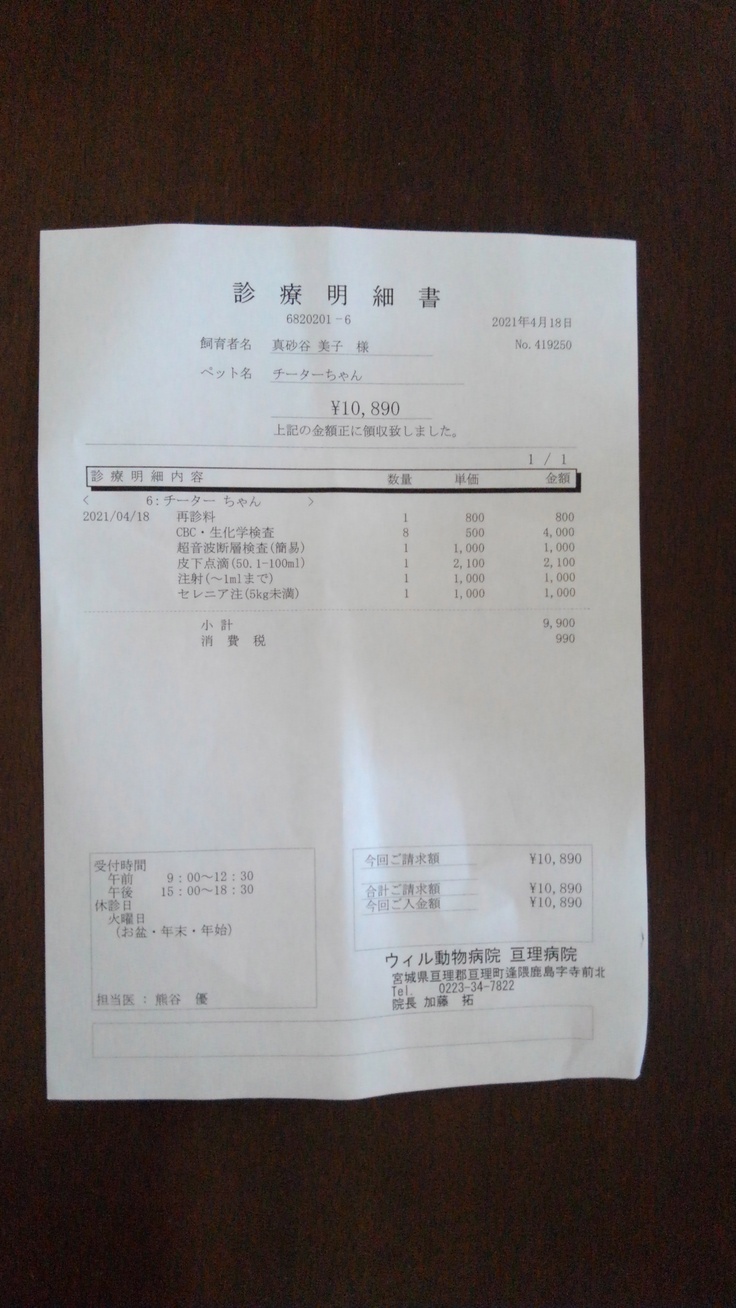 診療明細書
6820201-6
2021年4月18日
飼育者名 真砂谷 美子 様
No.419250
ペット名 チーターちゃん
¥10,890
上記の金額正に領収致しました。
1 / 1
診療明細内容 数量 単価 金額
< 6:チーター ちゃん >
2021/04/18 再診料 1 800 800
CBC・生化学検査 8 500 4,000
超音波断層検査(簡易) 1 1,000 1,000
皮下点滴(50.1-100ml) 1 2,100 2,100
注射(～1mlまで) 1 1,000 1,000
セレニア注(5kg未満) 1 1,000 1,000
小計 9,900
消費税 990
受付時間
午前 9:00～12:30
午後 15:00～18:30
休診日
火曜日
(お盆・年末・年始)
担当医 : 熊谷 優
今回ご請求額 ¥10,890
合計ご請求額 ¥10,890
今回ご入金額 ¥10,890
ウィル動物病院 亘理病院
宮城県亘理郡亘理町逢隈鹿島字寺前北
Tel. 0223-34-7822
院長 加藤 拓